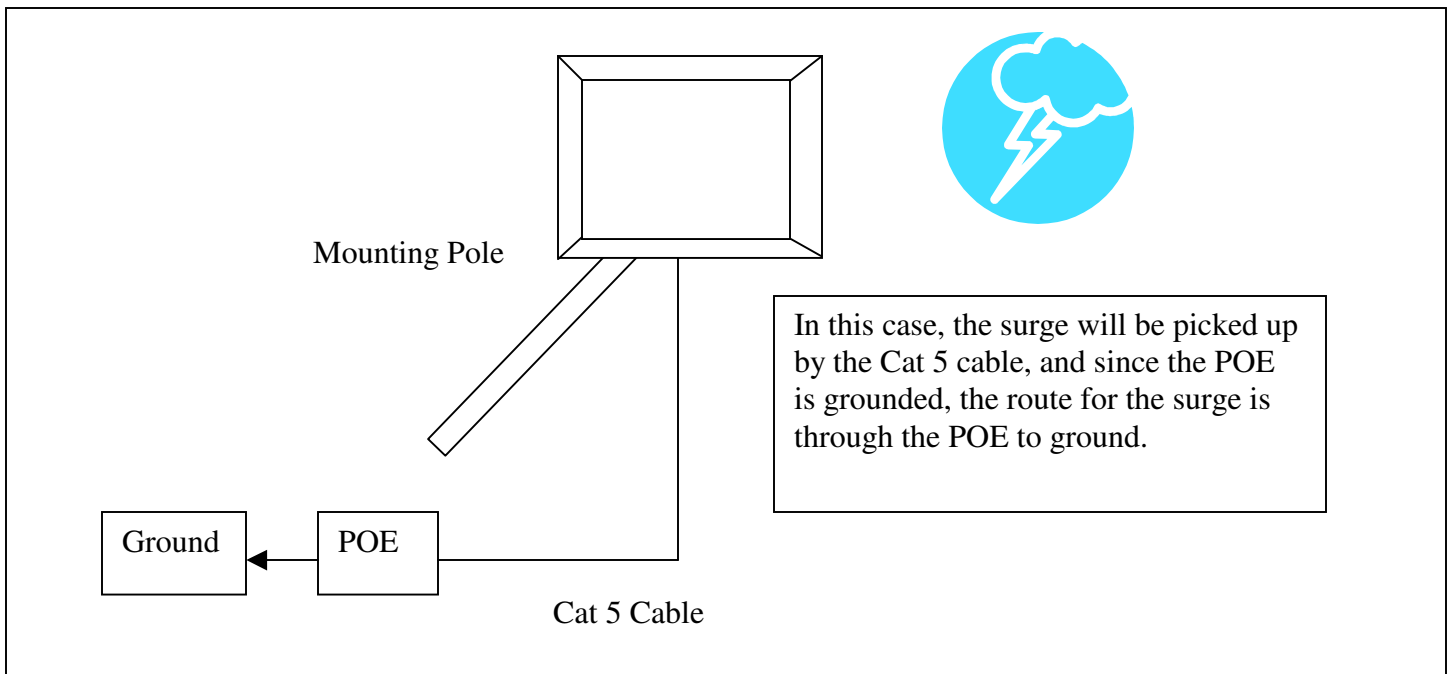 Mounting Pole
In this case, the surge will be picked up
by the Cat 5 cable, and since the POE
is grounded, the route for the surge is
through the POE to ground.
Ground
POE
Cat 5 Cable